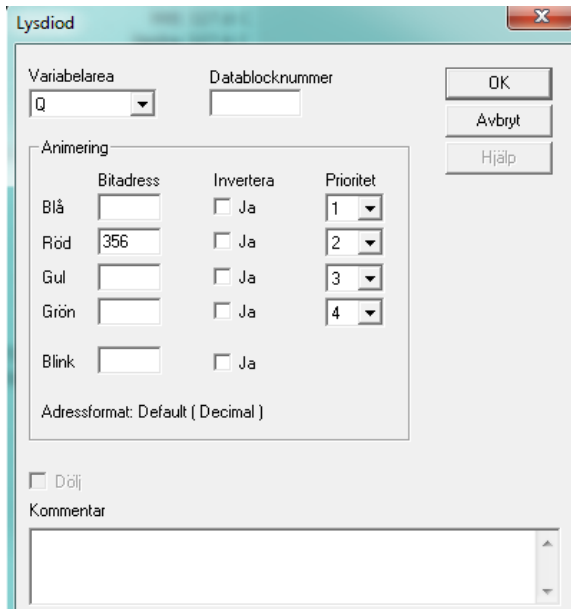 Lysdiod
Variabelarea Datablocknummer
Q
OK
Avbryt
Hjälp
Animering
Bitadress Invertera Prioritet
Blå Ja 1
Röd 356 Ja 2
Gul Ja 3
Grön Ja 4
Blink Ja
Adressformat: Default ( Decimal )
Dölj
Kommentar